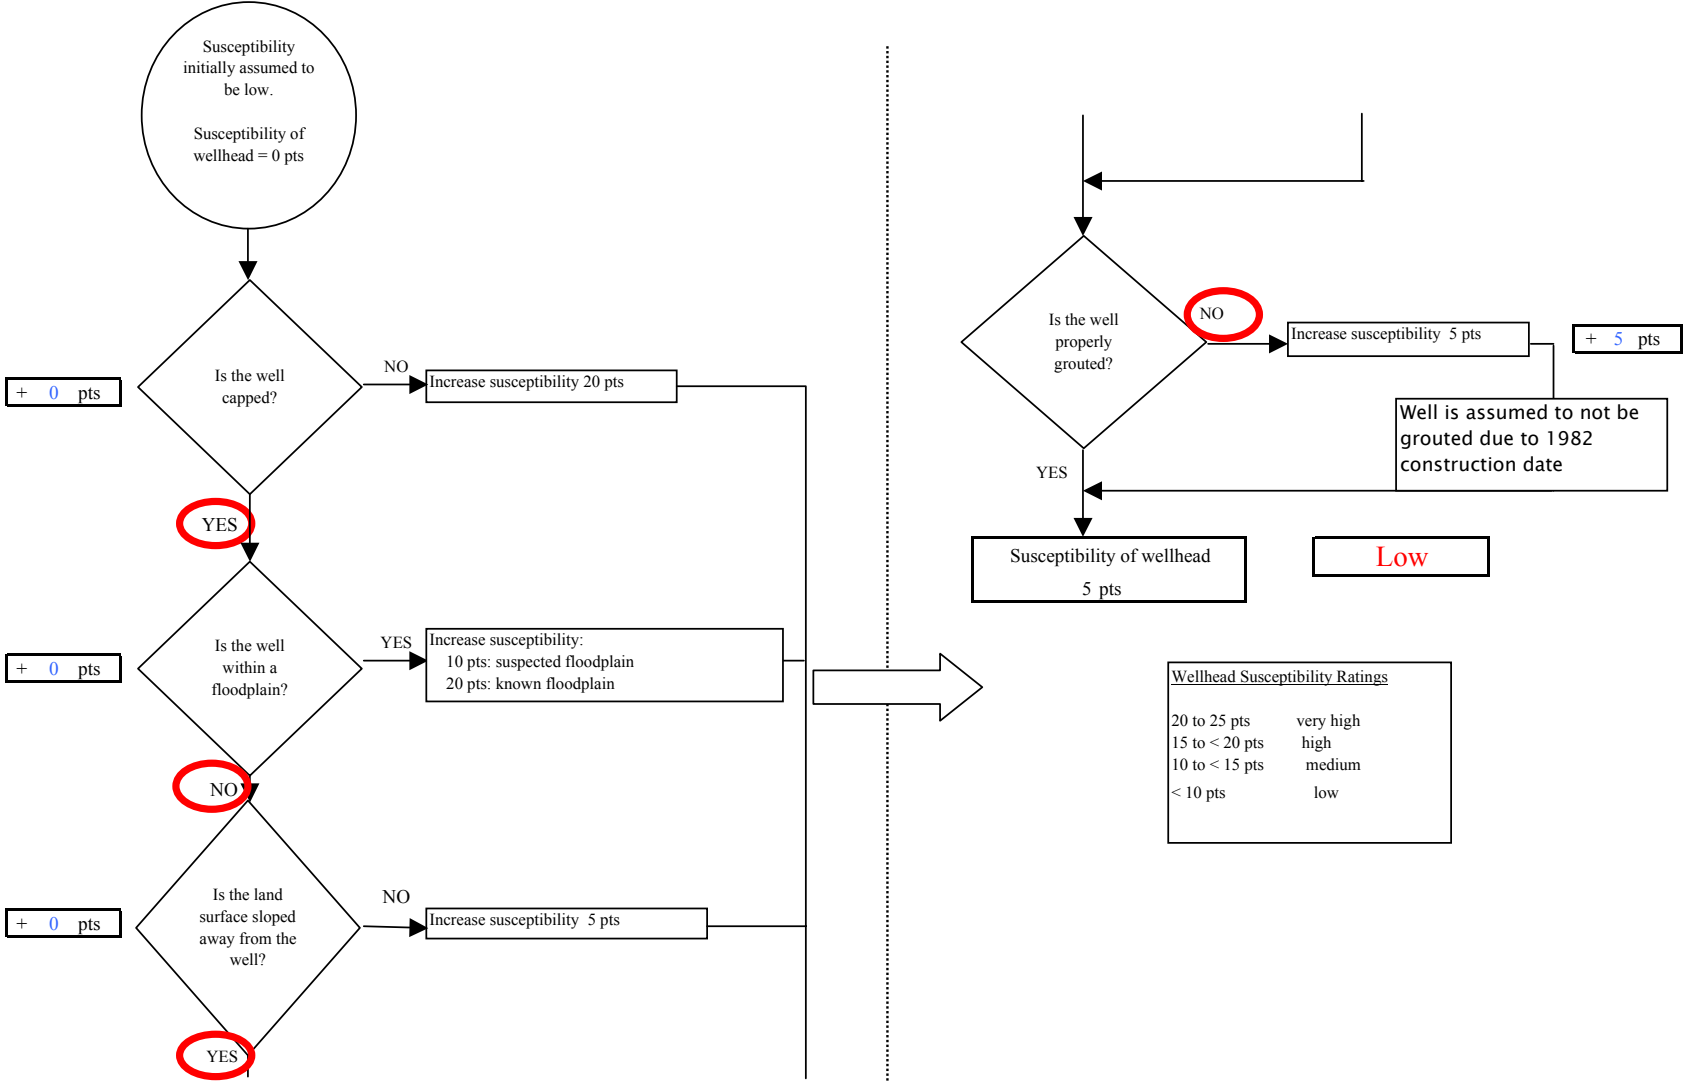 Susceptibility
initially assumed to
be low.
Susceptibility of
wellhead = 0 pts
Is the well
capped?
NO
Increase susceptibility 20 pts
+ 0 pts
YES
Is the well
within a
floodplain?
YES
Increase susceptibility:
10 pts: suspected floodplain
20 pts: known floodplain
+ 0 pts
NO
Is the land
surface sloped
away from the
well?
NO
Increase susceptibility 5 pts
+ 0 pts
YES
Is the well
properly
grouted?
NO
Increase susceptibility 5 pts
+ 5 pts
Well is assumed to not be
grouted due to 1982
construction date
YES
Susceptibility of wellhead
5 pts
Low
Wellhead Susceptibility Ratings
20 to 25 pts very high
15 to < 20 pts high
10 to < 15 pts medium
< 10 pts low